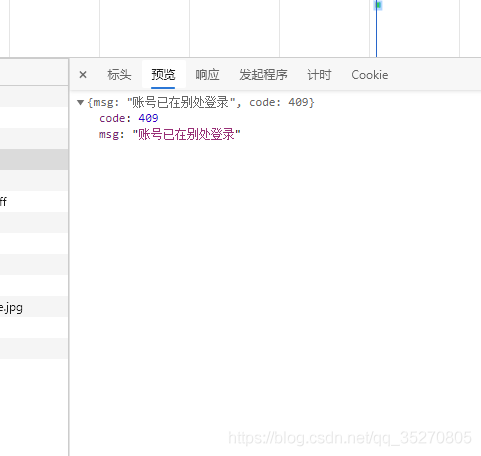 × 标头 预览 响应 发起程序 计时 Cookie
▼{msg: "账号已在别处登录", code: 409}
code: 409
msg: "账号已在别处登录"
ff
e.jpg
https://blog.csdn.net/qq_35270805